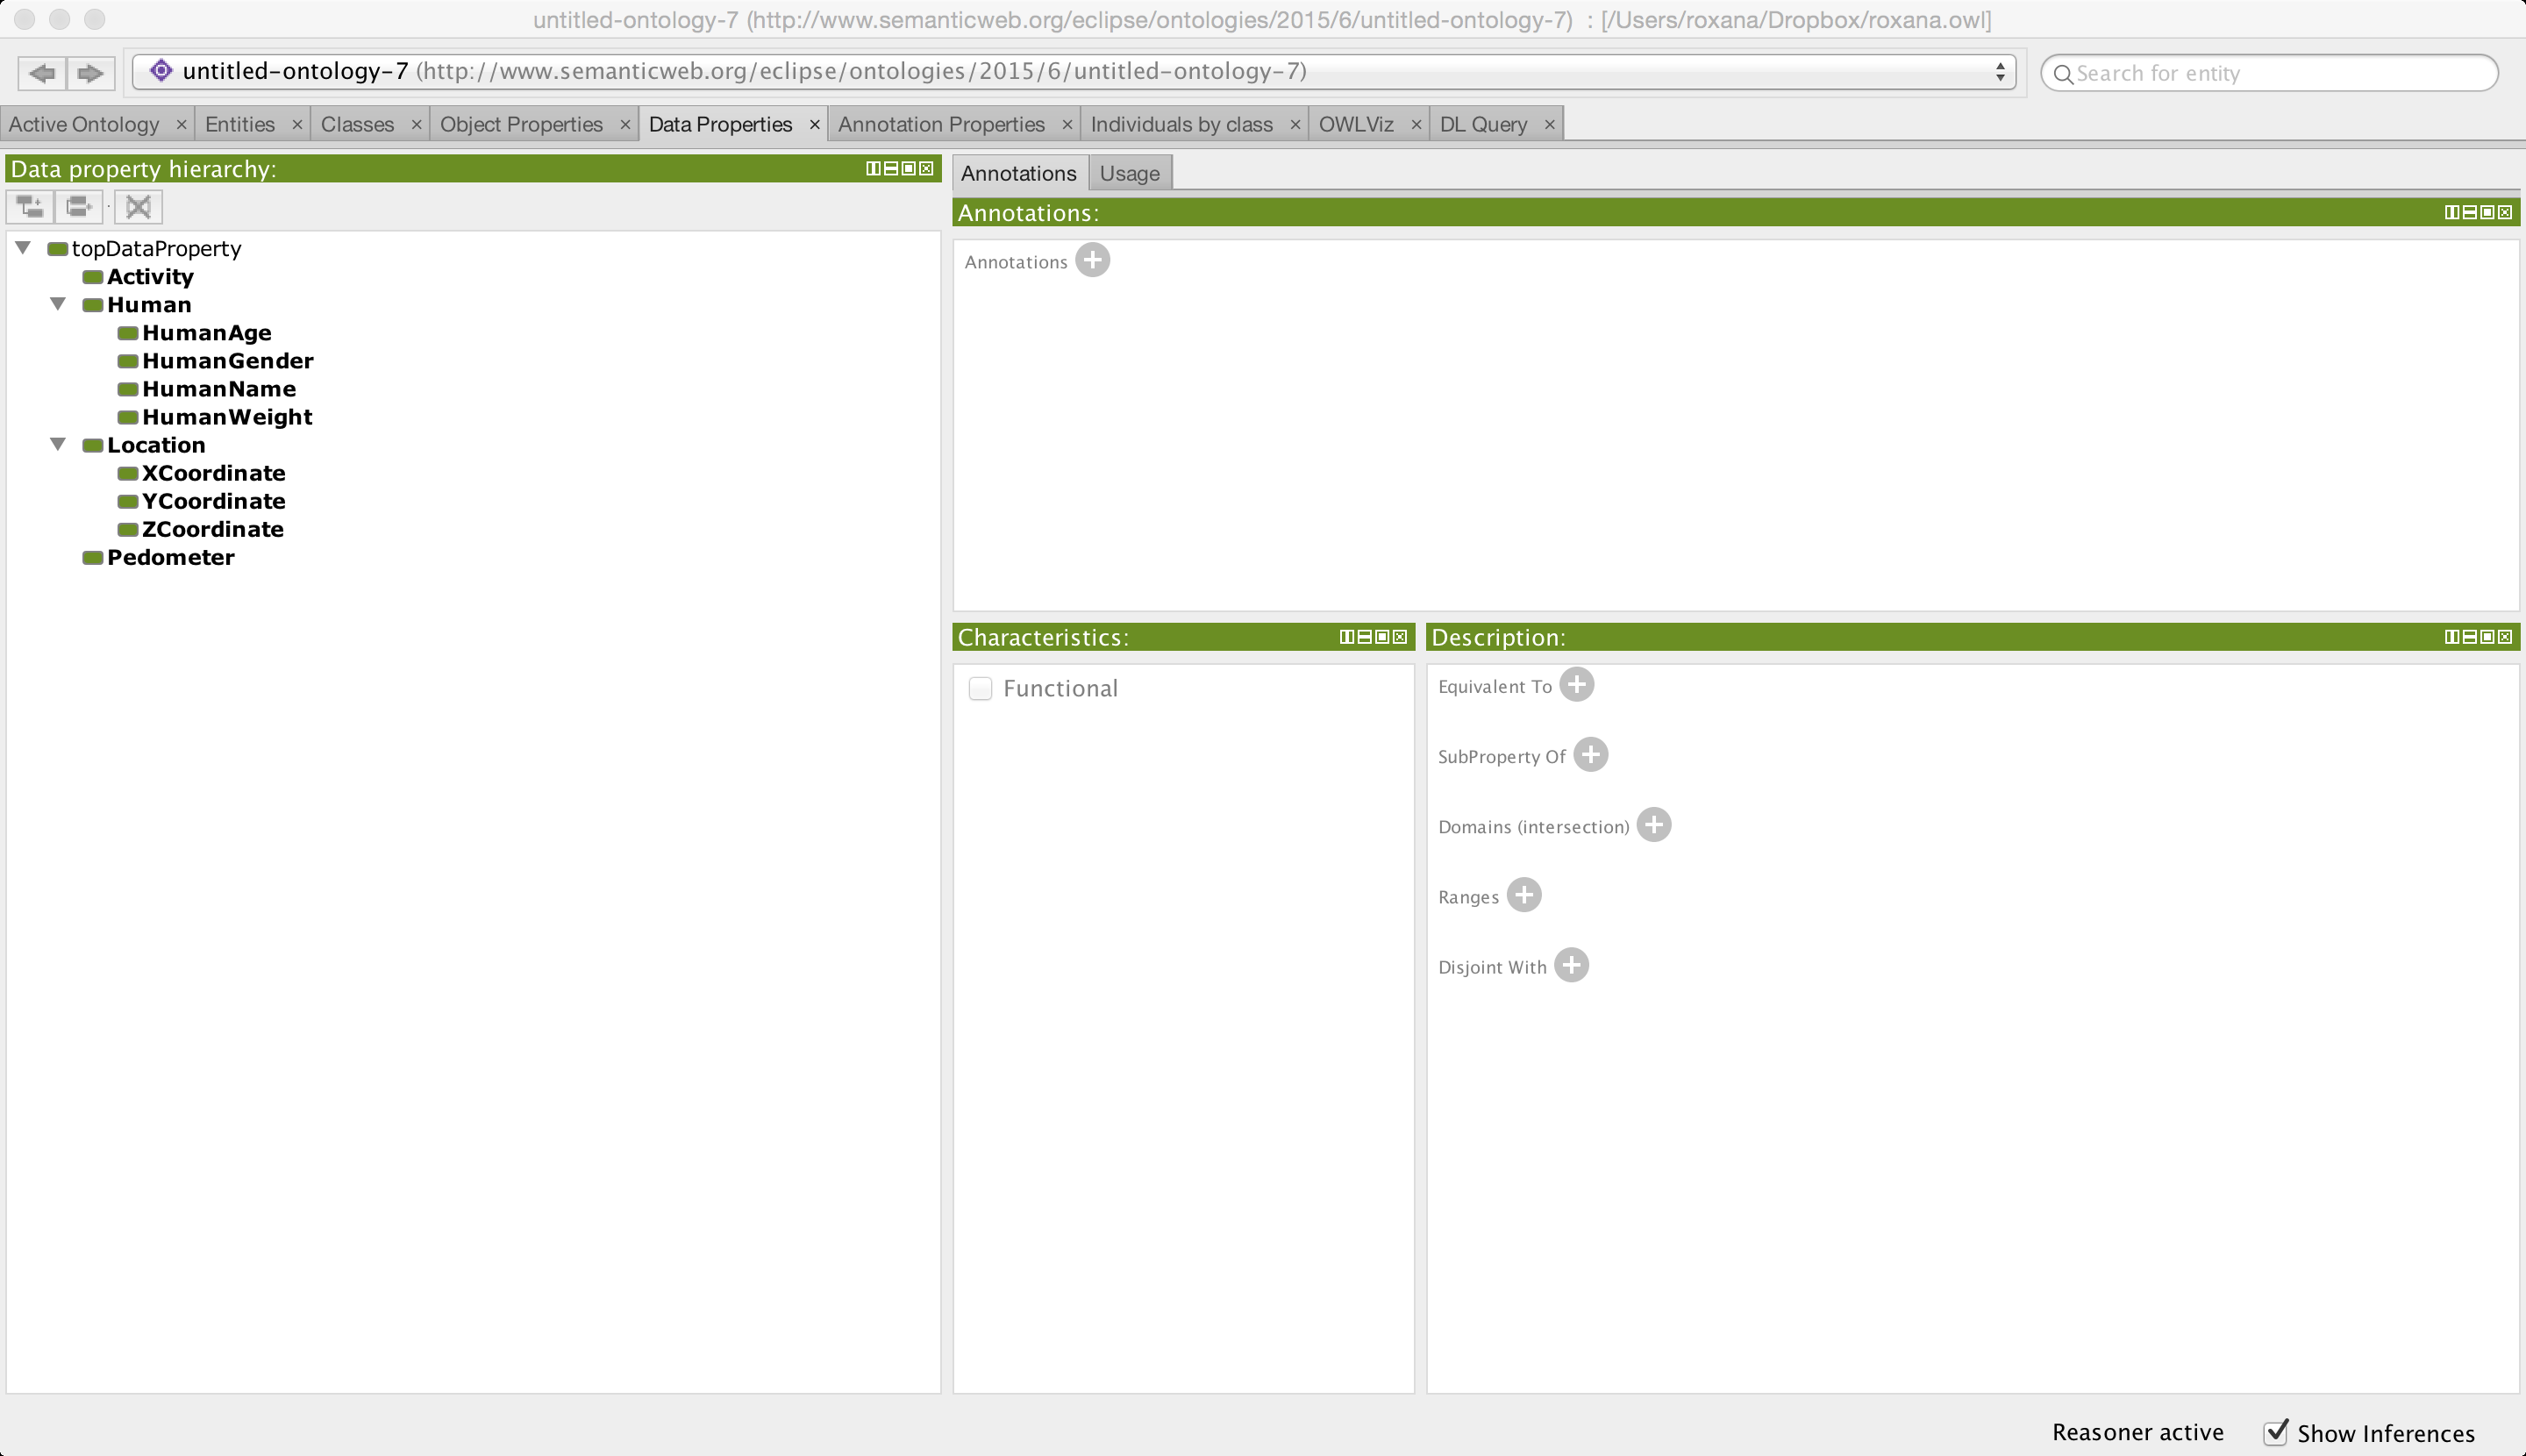 untitled-ontology-7 (http://www.semanticweb.org/eclipse/ontologies/2015/6/untitled-ontology-7) : [/Users/roxana/Dropbox/roxana.owl]
untitled-ontology-7 (http://www.semanticweb.org/eclipse/ontologies/2015/6/untitled-ontology-7)
Search for entity
Active Ontology × Entities × Classes × Object Properties × Data Properties × Annotation Properties × Individuals by class × OWLViz × DL Query ×
Data property hierarchy:
topDataProperty
Activity
Human
HumanAge
HumanGender
HumanName
HumanWeight
Location
XCoordinate
YCoordinate
ZCoordinate
Pedometer
Annotations Usage
Annotations:
Annotations
Characteristics:
Functional
Description:
Equivalent To
SubProperty Of
Domains (intersection)
Ranges
Disjoint With
Reasoner active Show Inferences